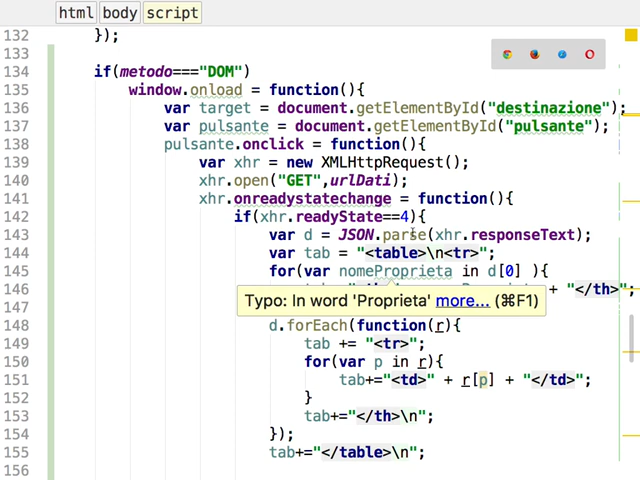 html body script
132 });
133
134 if(metodo==="DOM")
135 window.onload = function(){
136 var target = document.getElementById("destinazione");
137 var pulsante = document.getElementById("pulsante");
138 pulsante.onclick = function(){
139 var xhr = new XMLHttpRequest();
140 xhr.open("GET",urlDati);
141 xhr.onreadystatechange = function(){
142 if(xhr.readyState==4){
143 var d = JSON.parse(xhr.responseText);
144 var tab = "<table>\n<tr>";
145 for(var nomeProprieta in d[0] ){
146 + "</th>";
Typo: In word 'Proprieta' more... (⌘F1)
148 d.forEach(function(r){
149 tab += "<tr>";
150 for(var p in r){
151 tab+="<td>" + r[p] + "</td>";
152 }
153 tab+="</th>\n";
154 });
155 tab+="</table>\n";
156